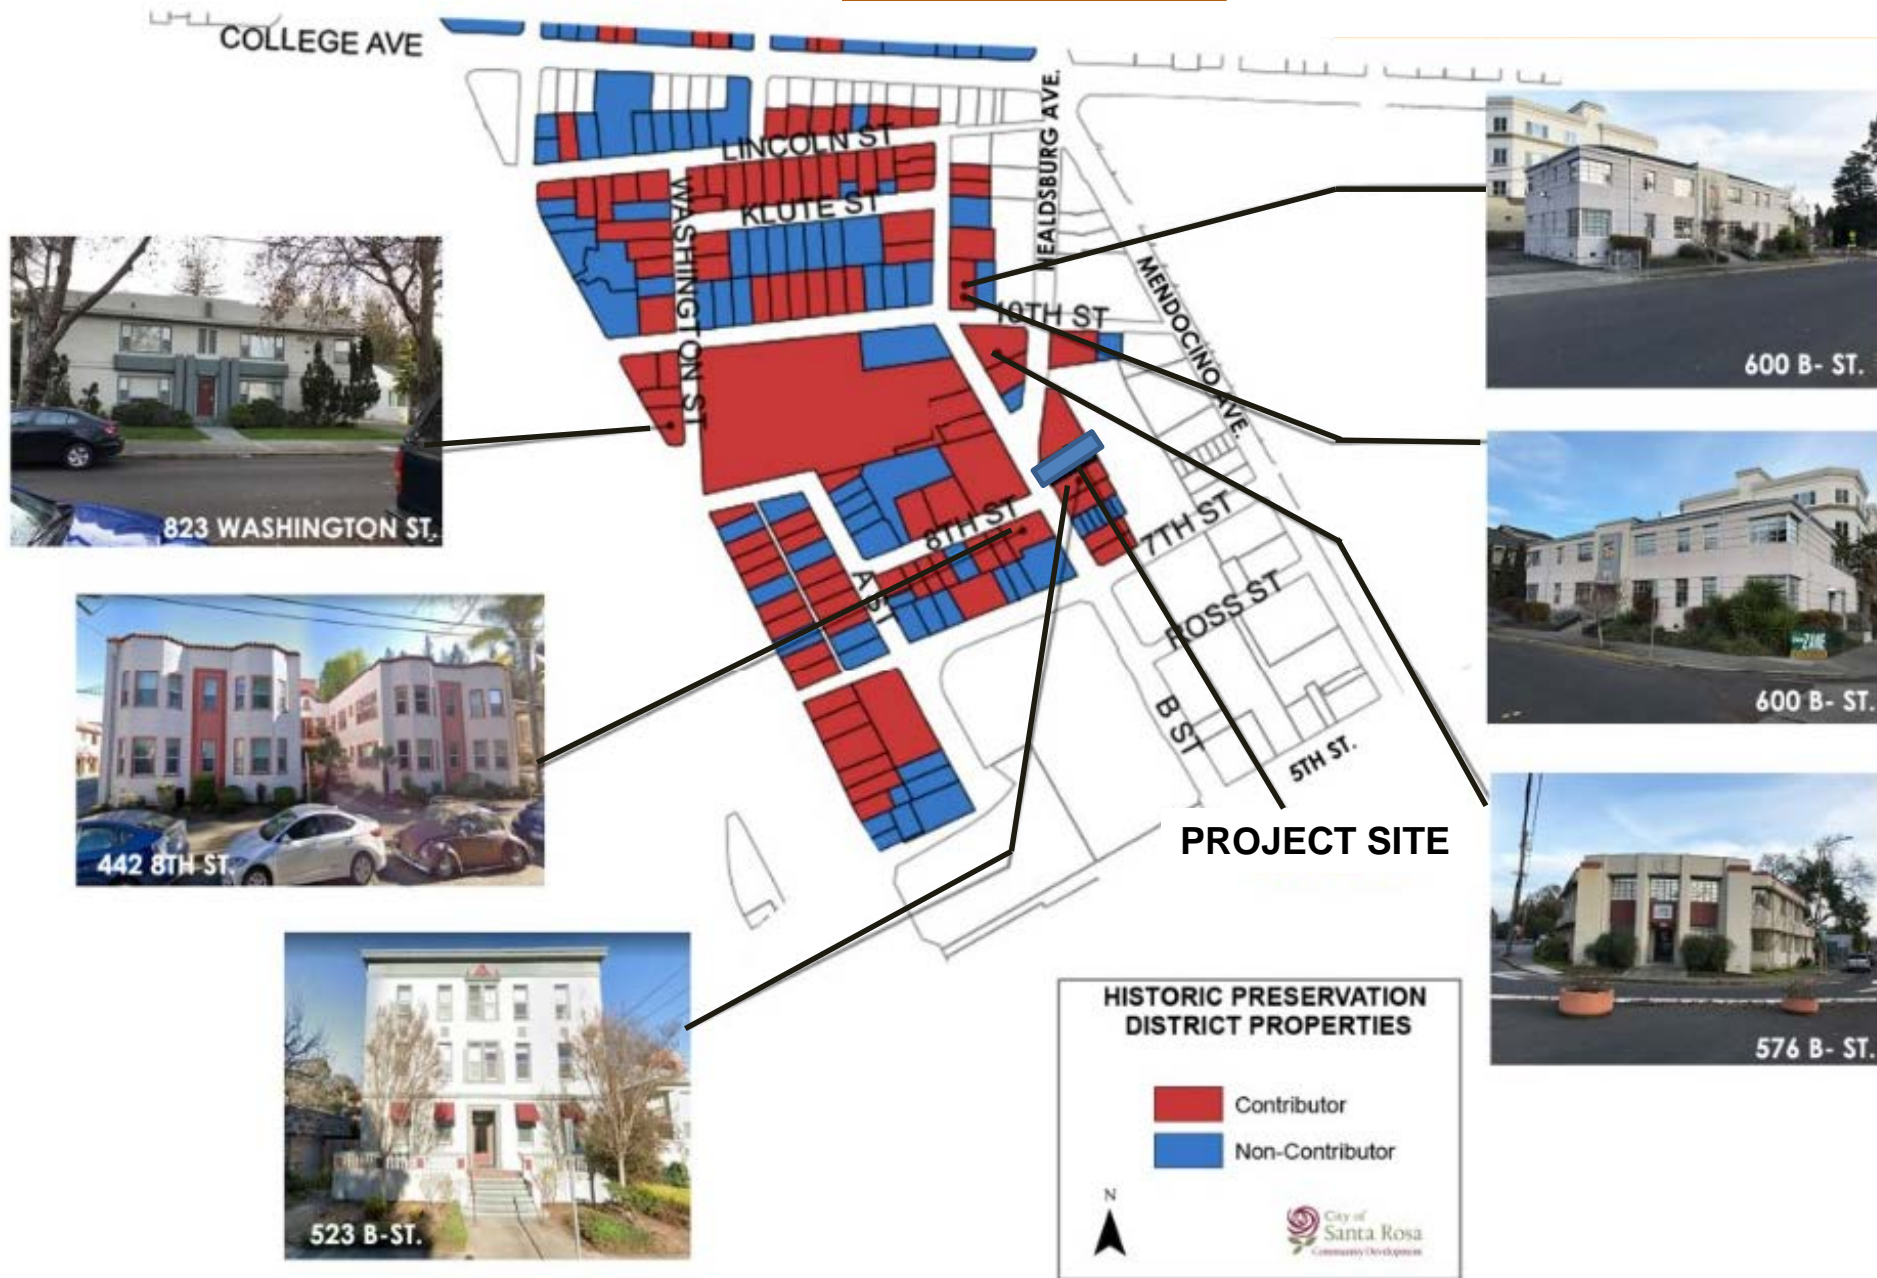 COLLEGE AVE
HEALDSBURG AVE.
LINCOLN ST
WASHINGTON ST
KLUTE ST
MENDOCINO AVE.
10TH ST
600 B- ST.
823 WASHINGTON ST.
8TH ST
7TH ST
A ST
ROSS ST
B ST
5TH ST.
600 B- ST.
PROJECT SITE
442 8TH ST.
576 B- ST.
523 B-ST.
HISTORIC PRESERVATION
DISTRICT PROPERTIES
Contributor
Non-Contributor
N
City of
Santa Rosa
Community Development